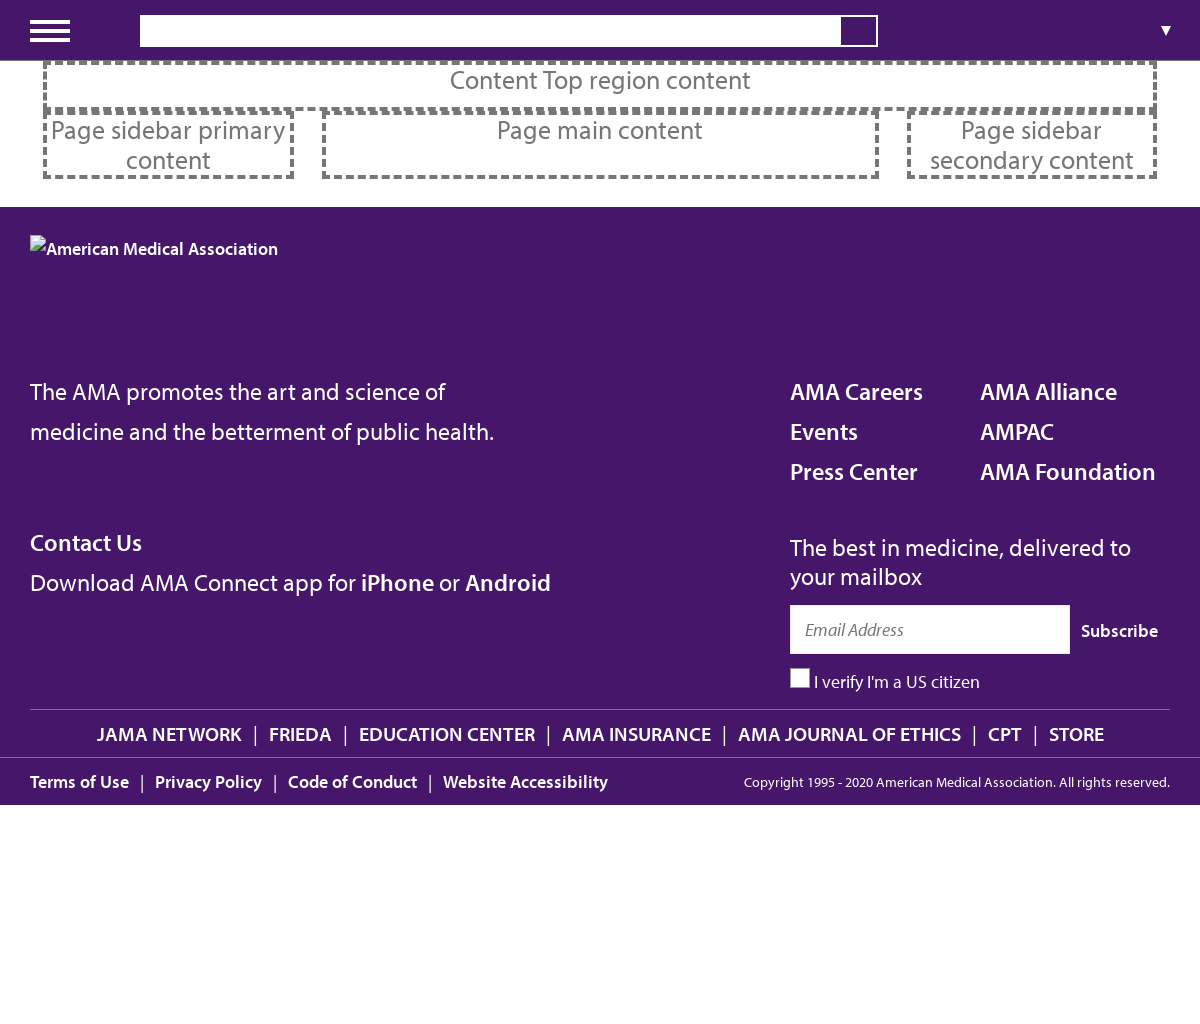 ▼
Content Top region content
Page sidebar primary
content
Page main content
Page sidebar
secondary content
American Medical Association
The AMA promotes the art and science of
medicine and the betterment of public health.
AMA Careers
Events
Press Center
AMA Alliance
AMPAC
AMA Foundation
Contact Us
Download AMA Connect app for iPhone or Android
The best in medicine, delivered to
your mailbox
Email Address
Subscribe
I verify I'm a US citizen
JAMA NETWORK | FRIEDA | EDUCATION CENTER | AMA INSURANCE | AMA JOURNAL OF ETHICS | CPT | STORE
Terms of Use | Privacy Policy | Code of Conduct | Website Accessibility
Copyright 1995 - 2020 American Medical Association. All rights reserved.